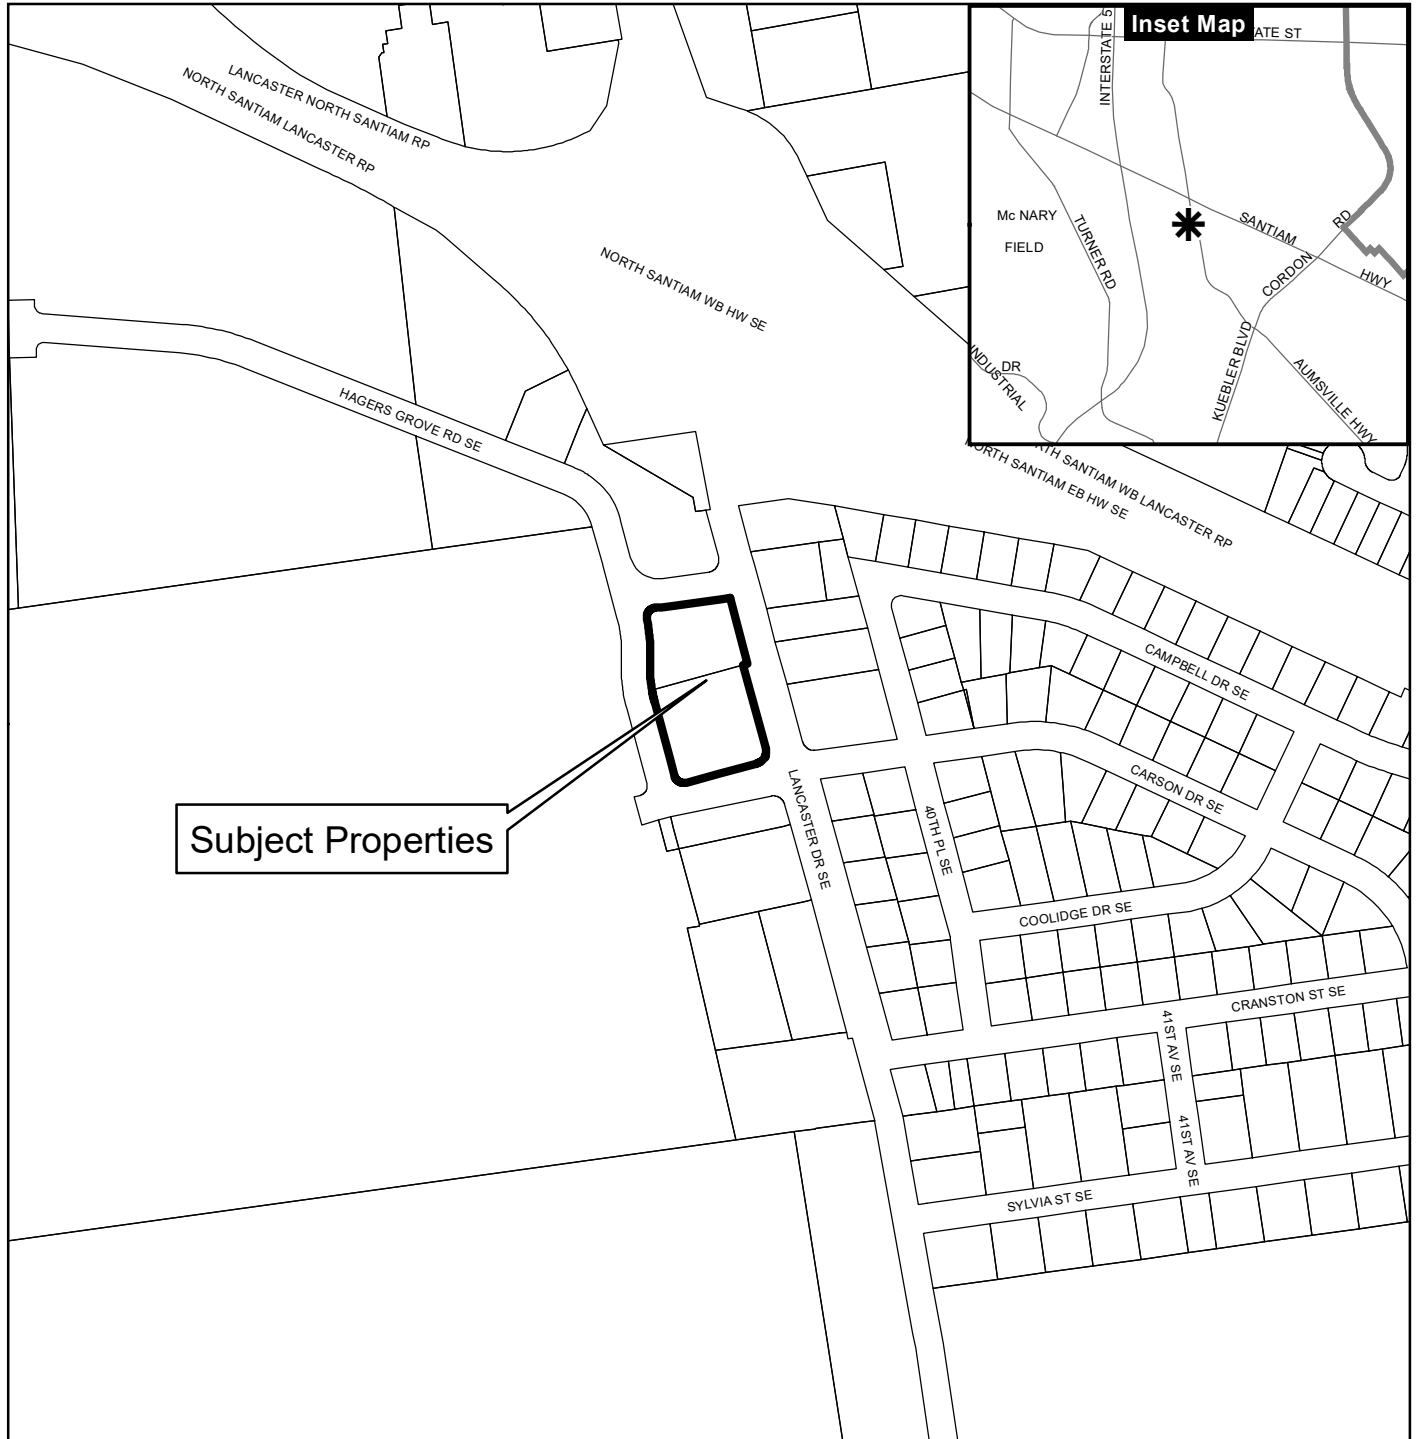 Inset Map
ATE ST
INTERSTATE 5
Mc NARY
FIELD
TURNER RD
SANTIAM
HWY
CORDON
RD
KUEBLER BLVD
AUMSVILLE HWY
INDUSTRIAL
DR
LANCASTER NORTH SANTIAM RP
NORTH SANTIAM LANCASTER RP
NORTH SANTIAM WB HW SE
HAGERS GROVE RD SE
RTH SANTIAM WB LANCASTER RP
NORTH SANTIAM EB HW SE
CAMPBELL DR SE
CARSON DR SE
LANCASTER DR SE
40TH PL SE
Subject Properties
COOLIDGE DR SE
CRANSTON ST SE
41ST AV SE
41ST AV SE
SYLVIA ST SE